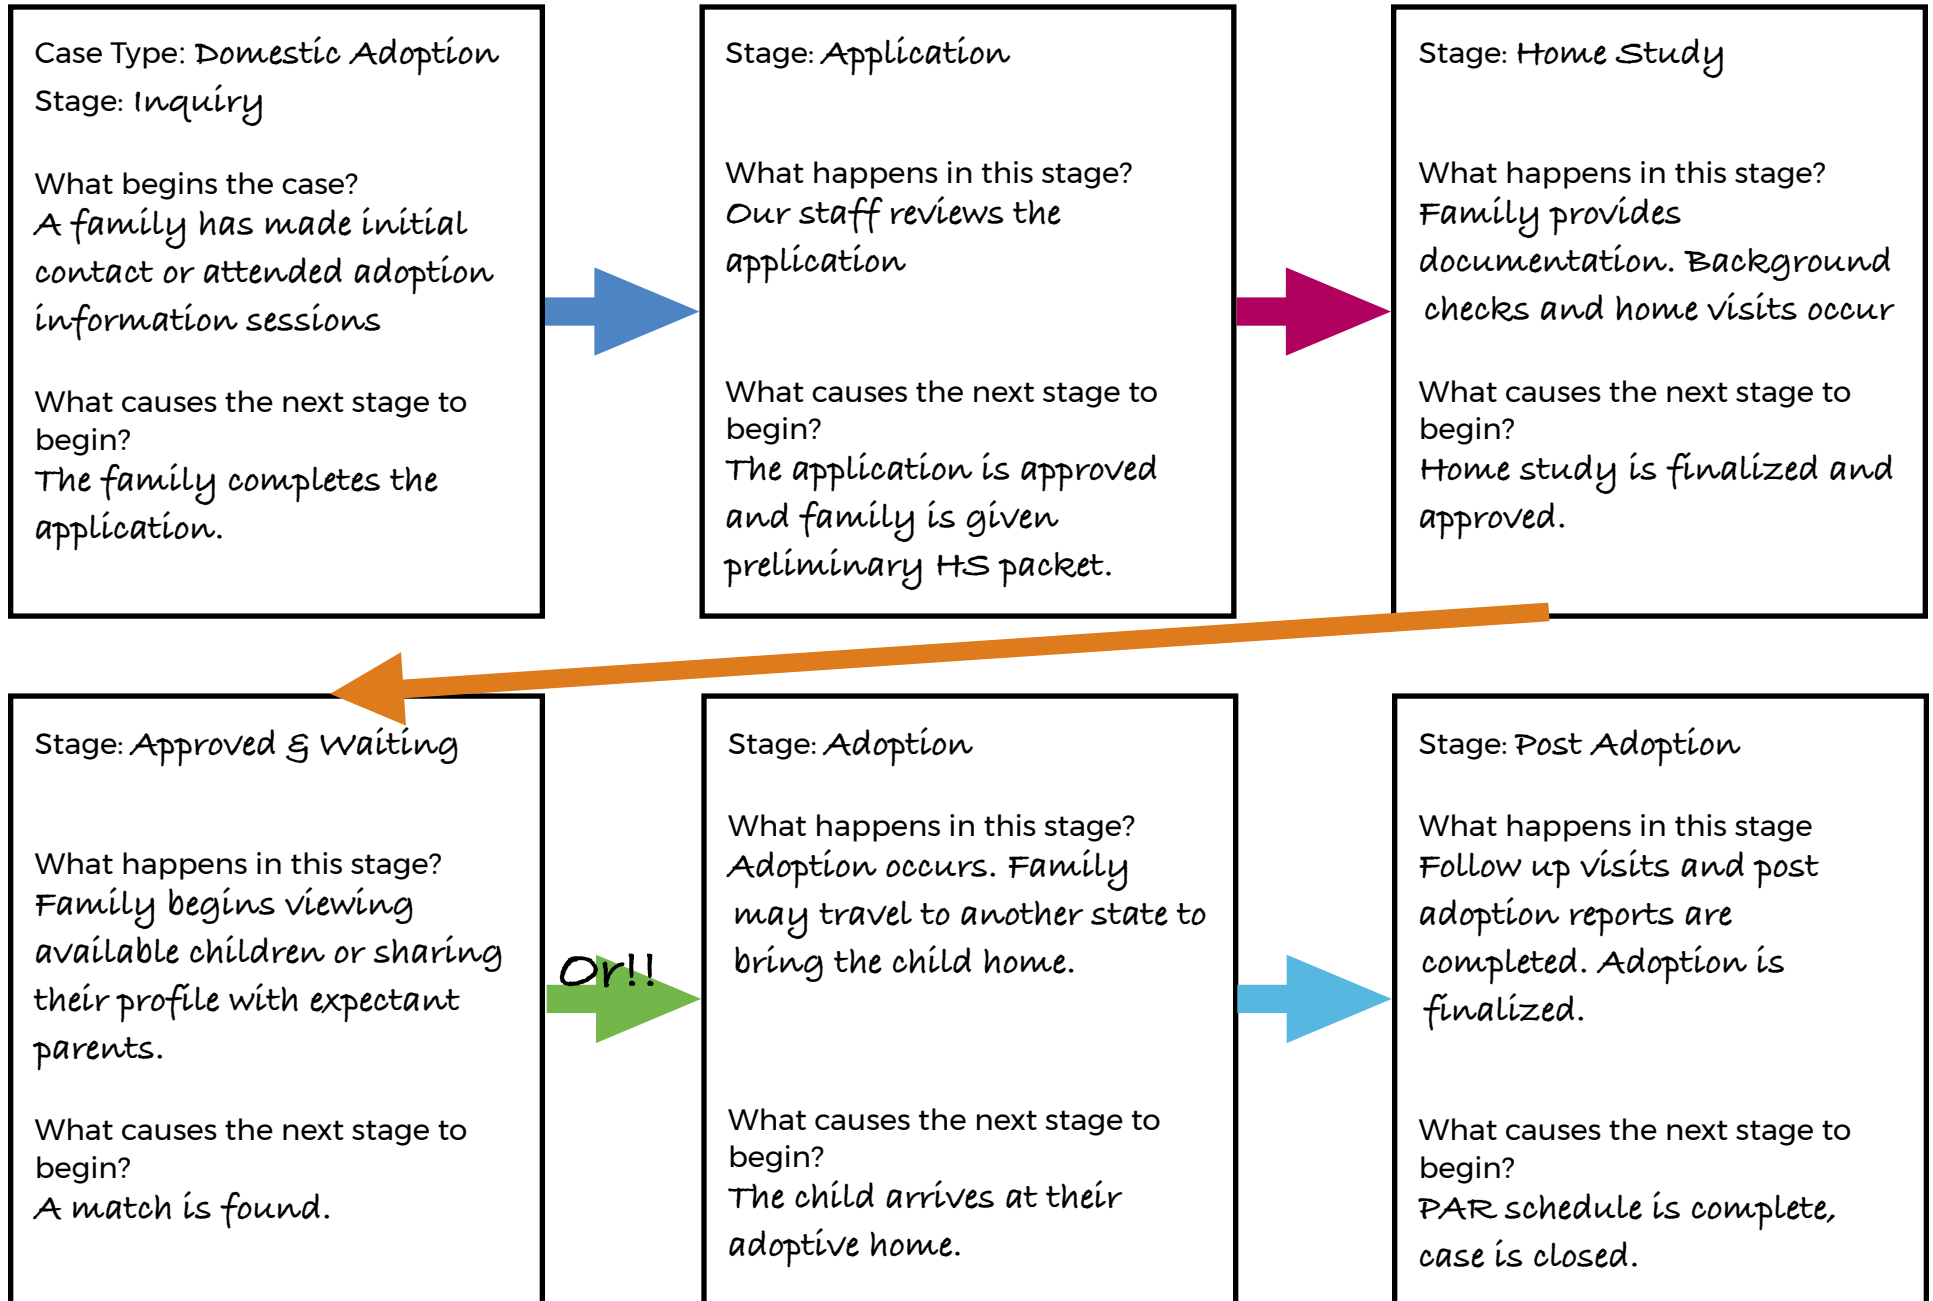 Case Type: Domestic Adoption
Stage: Inquiry
What begins the case?
A family has made initial
contact or attended adoption
information sessions
What causes the next stage to
begin?
The family completes the
application.
Stage: Application
What happens in this stage?
Our staff reviews the
application
What causes the next stage to
begin?
The application is approved
and family is given
preliminary HS packet.
Stage: Home Study
What happens in this stage?
Family provides
documentation. Background
checks and home visits occur
What causes the next stage to
begin?
Home study is finalized and
approved.
Stage: Approved & Waiting
What happens in this stage?
Family begins viewing
available children or sharing
their profile with expectant
parents.
What causes the next stage to
begin?
A match is found.
Or!!
Stage: Adoption
What happens in this stage?
Adoption occurs. Family
may travel to another state to
bring the child home.
What causes the next stage to
begin?
The child arrives at their
adoptive home.
Stage: Post Adoption
What happens in this stage
Follow up visits and post
adoption reports are
completed. Adoption is
finalized.
What causes the next stage to
begin?
PAR schedule is complete,
case is closed.